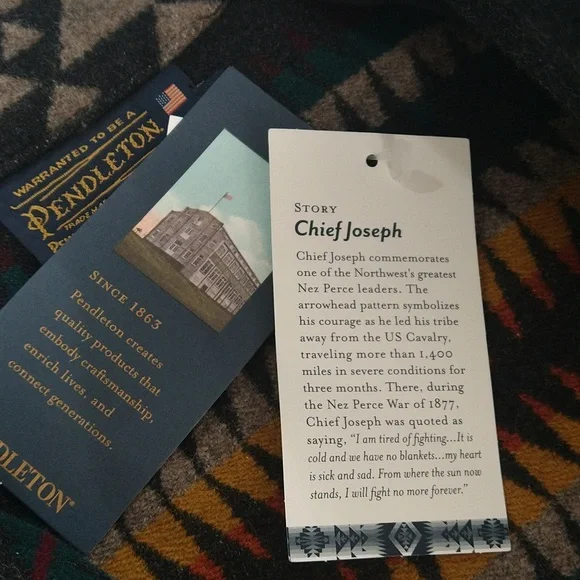 WARRANTED TO BE A
PENDLETON
SINCE 1863
Pendleton creates
quality products that
embody craftsmanship,
enrich lives, and
connect generations.
DLETON®
STORY
Chief Joseph
Chief Joseph commemorates
one of the Northwest's greatest
Nez Perce leaders. The
arrowhead pattern symbolizes
his courage as he led his tribe
away from the US Cavalry,
traveling more than 1,400
miles in severe conditions for
three months. There, during
the Nez Perce War of 1877,
Chief Joseph was quoted as
saying, “I am tired of fighting...It is
cold and we have no blankets...my heart
is sick and sad. From where the sun now
stands, I will fight no more forever.”